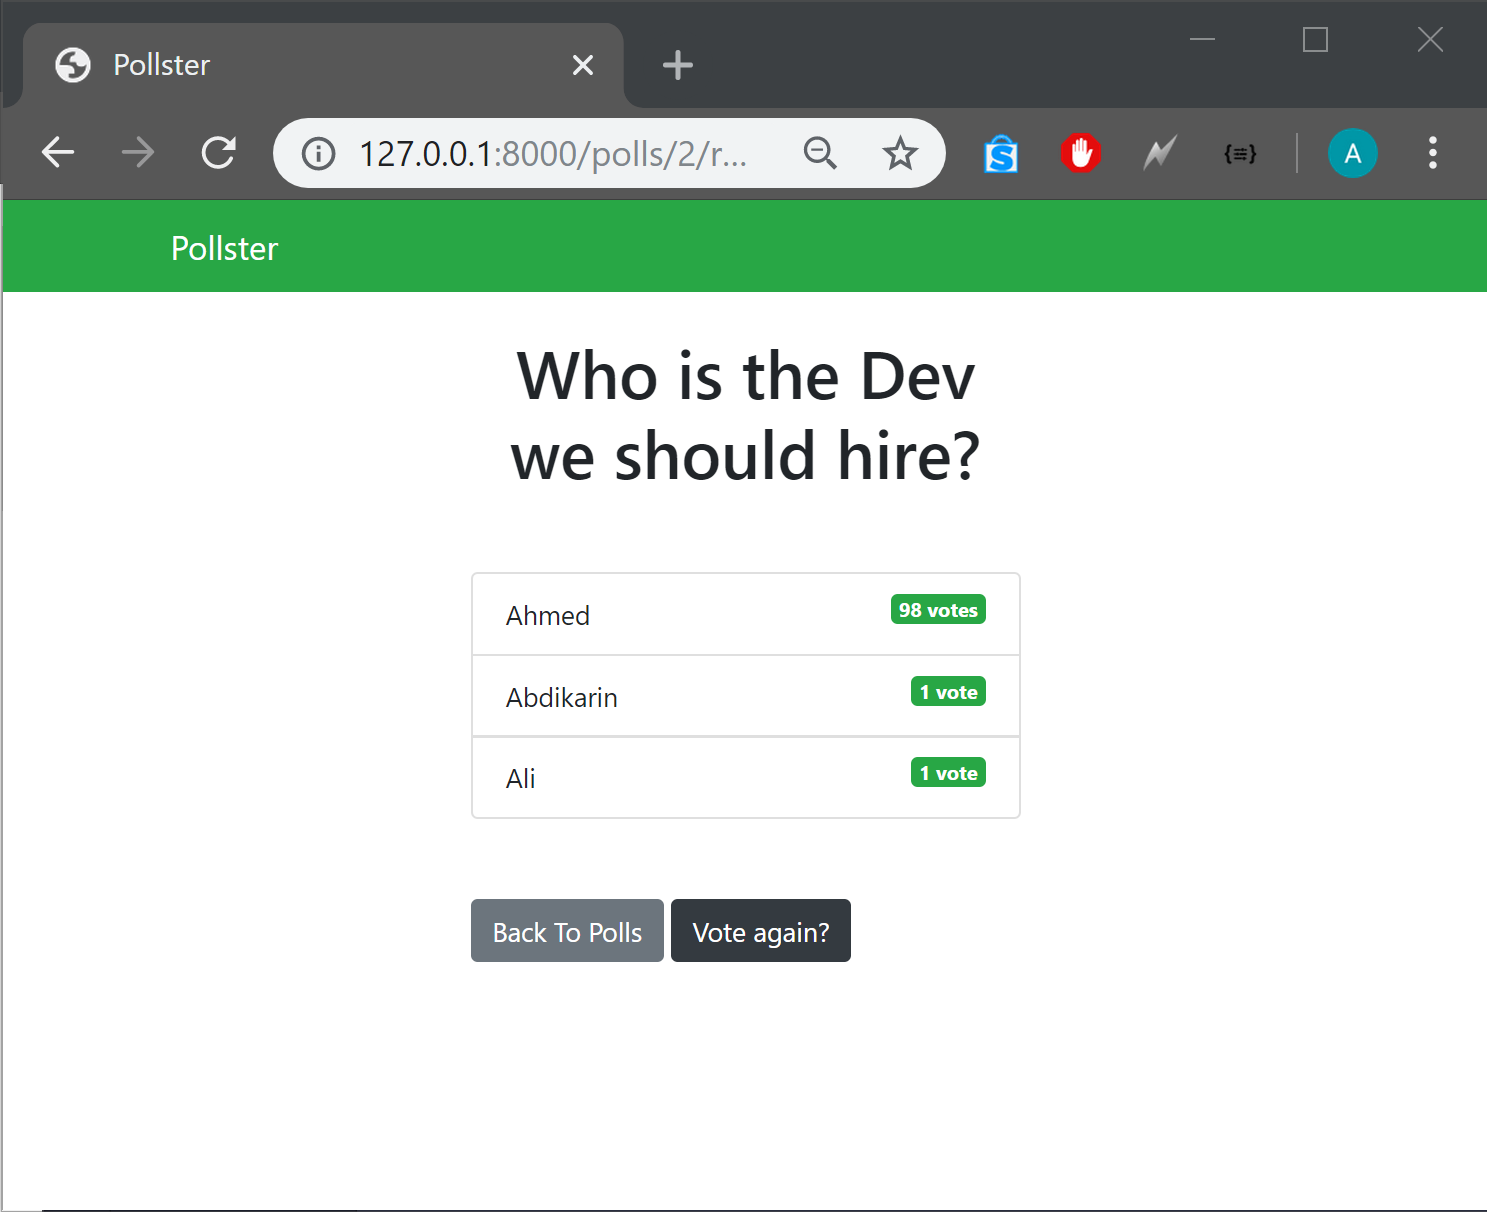 Pollster
127.0.0.1:8000/polls/2/r...
S
{≡}
A
Pollster
Who is the Dev
we should hire?
Ahmed
98 votes
Abdikarin
1 vote
Ali
1 vote
Back To Polls
Vote again?